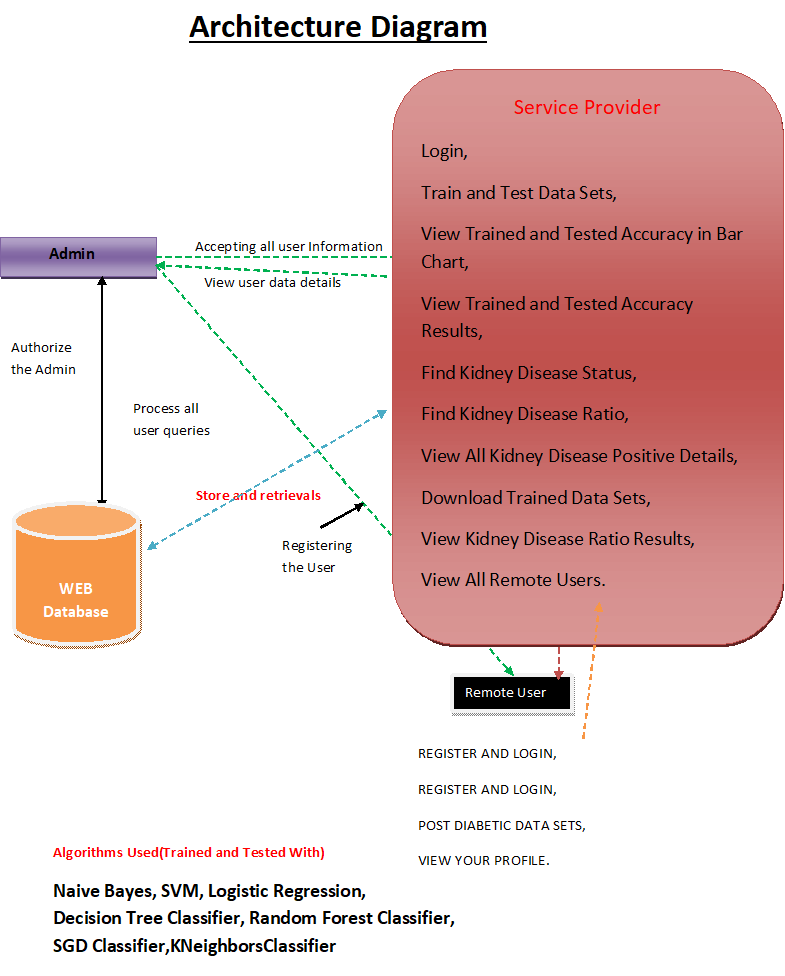 Architecture Diagram
Service Provider
Login,
Train and Test Data Sets,
View Trained and Tested Accuracy in Bar
Chart,
View Trained and Tested Accuracy
Results,
Find Kidney Disease Status,
Find Kidney Disease Ratio,
View All Kidney Disease Positive Details,
Download Trained Data Sets,
View Kidney Disease Ratio Results,
View All Remote Users.
Admin
Accepting all user Information
View user data details
Authorize
the Admin
Process all
user queries
Store and retrievals
Registering
the User
WEB
Database
Remote User
REGISTER AND LOGIN,
REGISTER AND LOGIN,
POST DIABETIC DATA SETS,
VIEW YOUR PROFILE.
Algorithms Used(Trained and Tested With)
Naive Bayes, SVM, Logistic Regression,
Decision Tree Classifier, Random Forest Classifier,
SGD Classifier,KNeighborsClassifier